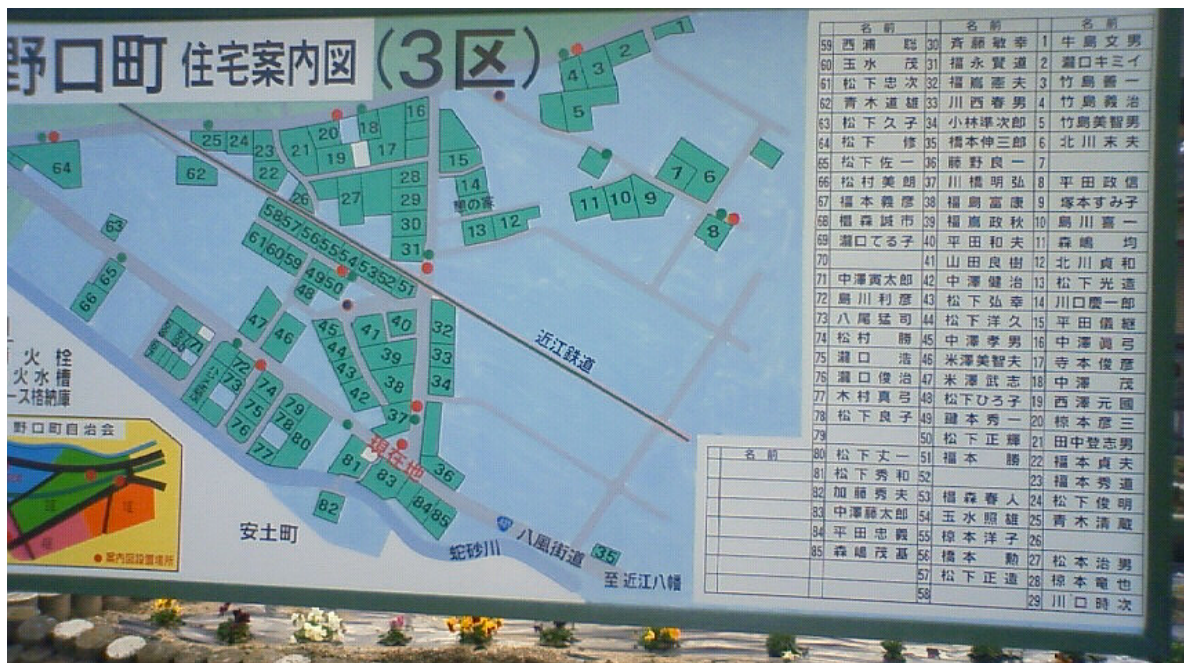 野口町 住宅案内図(3区)
近江鉄道
憩の家
現在地
安土町
蛇砂川
八風街道
至 近江八幡
火栓
火水槽
ース格納庫
野口町自治会
●案内図設置場所
名前
1 牛島文男
2 瀧口キミイ
3 竹島善一
4 竹島義治
5 竹島美智男
6 北川末夫
7
8 平田政信
9 塚本すみ子
10 島川喜一
11 森嶋 均
12 北川貞和
13 松下光造
14 川口慶一郎
15 平田儀継
16 中澤眞弓
17 寺本俊彦
18 中澤 茂
19 西澤元國
20 椋本彦三
21 田中登志男
22 福本貞夫
23 福本秀道
24 松下俊明
25 青木清蔵
26
27 松本治男
28 椋本竜也
29 川口時次
名前
30 斉藤敏幸
31 福永賢道
32 福嶌憲夫
33 川西春男
34 小林準次郎
35 橋本伸三郎
36 藤野良一
37 川橋明弘
38 福島富康
39 福嶌政秋
40 平田和夫
41 山田良樹
42 中澤健治
43 松下弘幸
44 松下洋久
45 中澤孝男
46 米澤美智夫
47 米澤武志
48 松下ひろ子
49 鍵本秀一
50 松下正輝
51 福本 勝
52
53 椙森春人
54 玉水照雄
55 椋本洋子
56 橋本 勲
57 松下正造
58
名前
59 西浦 聡
60 玉水 茂
61 松下忠次
62 青木道雄
63 松下久子
64 松下 修
65 松下佐一
66 松村美朗
67 福本義彦
68 椙森誠市
69 瀧口てる子
70
71 中澤寅太郎
72 島川利彦
73 八尾猛司
74 松村 勝
75 瀧口 浩
76 瀧口俊治
77 木村真弓
78 松下良子
79
80 松下丈一
81 松下秀和
82 加藤秀夫
83 中澤藤太郎
84 平田忠義
85 森嶋茂基
名前